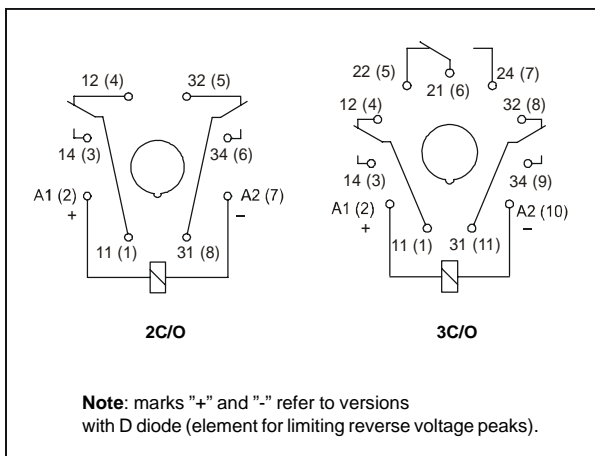 12 (4)
32 (5)
14 (3)
34 (6)
A1 (2)
A2 (7)
+
–
11 (1)
31 (8)
2C/O
22 (5)
24 (7)
21 (6)
12 (4)
32 (8)
14 (3)
34 (9)
A1 (2)
A2 (10)
+
–
11 (1)
31 (11)
3C/O
Note: marks ”+” and ”-” refer to versions
with D diode (element for limiting reverse voltage peaks).